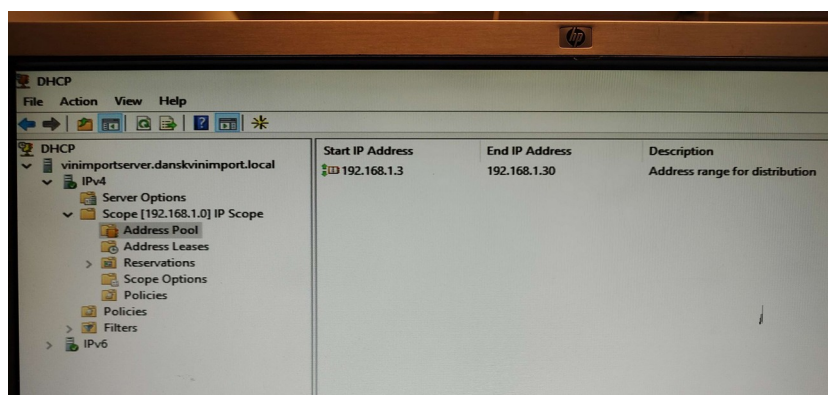 hp
DHCP
File Action View Help
DHCP
vinimportserver.danskvinimport.local
IPv4
Server Options
Scope [192.168.1.0] IP Scope
Address Pool
Address Leases
Reservations
Scope Options
Policies
Policies
Filters
IPv6
Start IP Address End IP Address Description
192.168.1.3 192.168.1.30 Address range for distribution